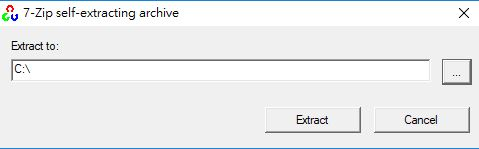 7-Zip self-extracting archive
Extract to:
C:\
...
Extract
Cancel